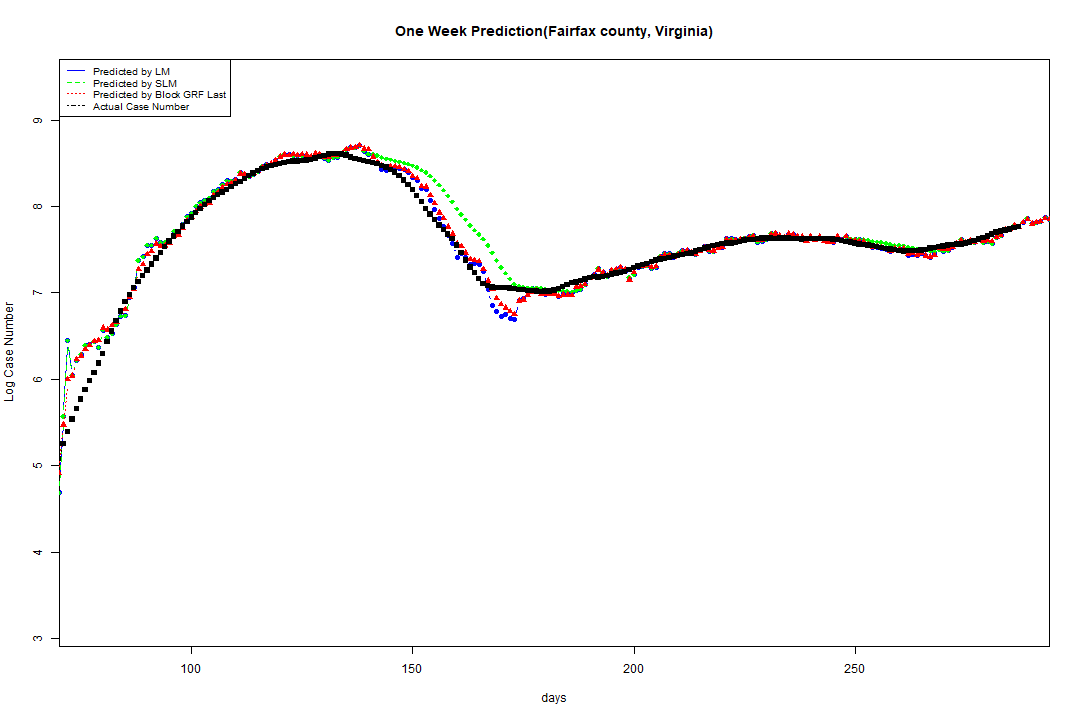 One Week Prediction(Fairfax county, Virginia)
Predicted by LM
Predicted by SLM
Predicted by Block GRF Last
Actual Case Number
9
8
7
6
5
4
3
Log Case Number
100 150 200 250
days